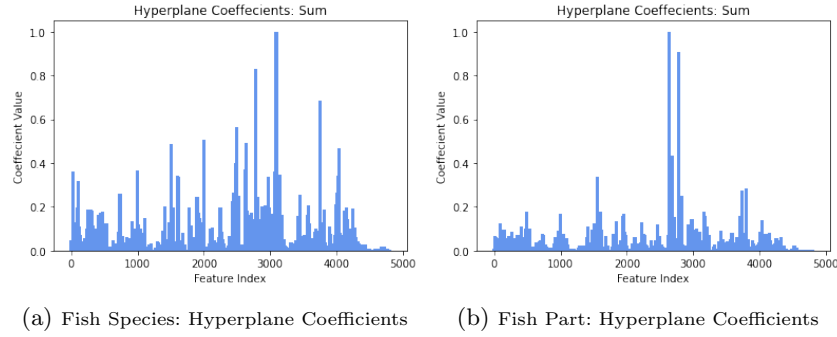 Hyperplane Coeffecients: Sum
1.0
0.8
0.6
0.4
0.2
0.0
Coeffecient Value
0 1000 2000 3000 4000 5000
Feature Index
(a) Fish Species: Hyperplane Coefficients
Hyperplane Coeffecients: Sum
1.0
0.8
0.6
0.4
0.2
0.0
Coeffecient Value
0 1000 2000 3000 4000 5000
Feature Index
(b) Fish Part: Hyperplane Coefficients